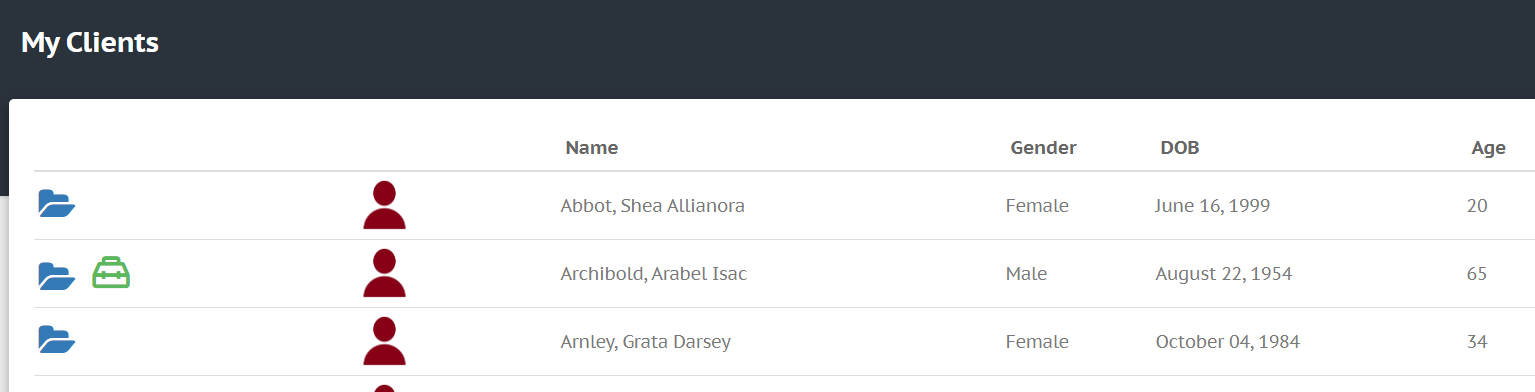 My Clients
Name Gender DOB Age
Abbot, Shea Allianora Female June 16, 1999 20
Archibold, Arabel Isac Male August 22, 1954 65
Arnley, Grata Darsey Female October 04, 1984 34